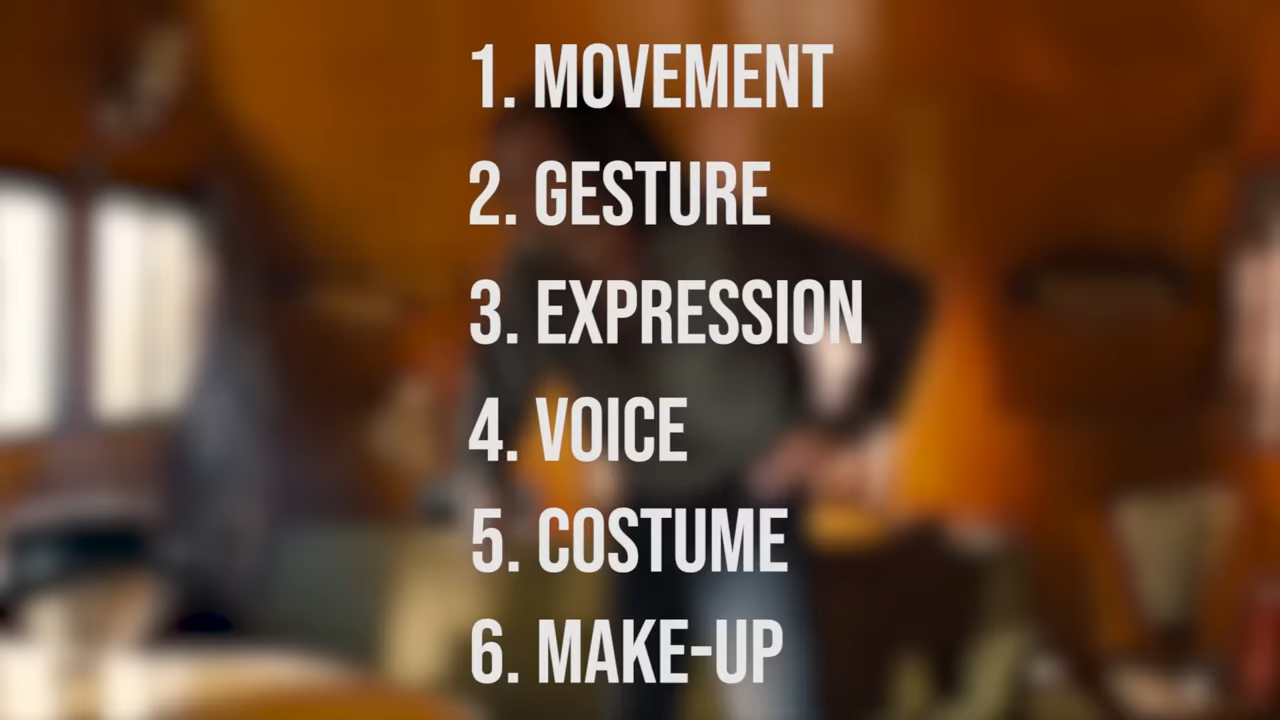 1. MOVEMENT
2. GESTURE
3. EXPRESSION
4. VOICE
5. COSTUME
6. MAKE-UP